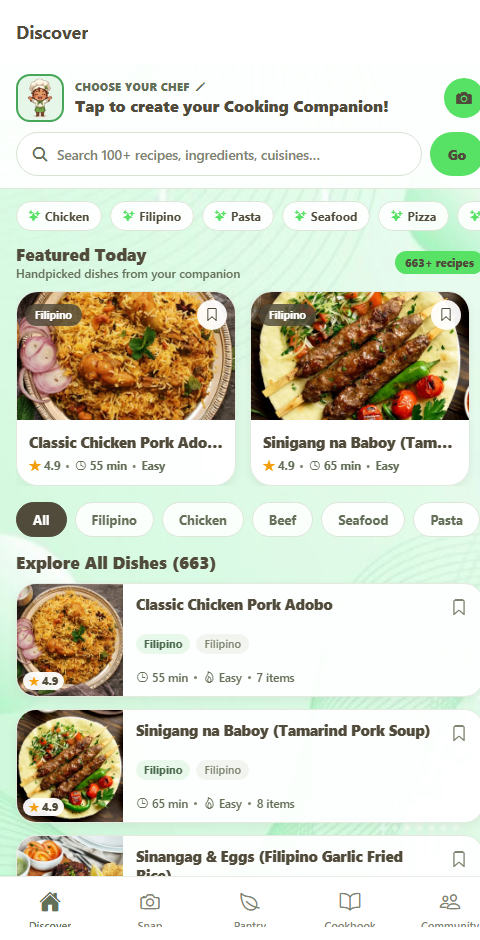 Discover
CHOOSE YOUR CHEF
Tap to create your Cooking Companion!
Search 100+ recipes, ingredients, cuisines...
Go
Chicken
Filipino
Pasta
Seafood
Pizza
Featured Today
Handpicked dishes from your companion
663+ recipes
Filipino
Classic Chicken Pork Ado...
4.9 • 55 min • Easy
Filipino
Sinigang na Baboy (Tam...
4.9 • 65 min • Easy
All
Filipino
Chicken
Beef
Seafood
Pasta
Explore All Dishes (663)
Classic Chicken Pork Adobo
Filipino Filipino
4.9
55 min • Easy • 7 items
Sinigang na Baboy (Tamarind Pork Soup)
Filipino Filipino
4.9
65 min • Easy • 8 items
Sinangag & Eggs (Filipino Garlic Fried
Rice)
Discover
Snap
Pantry
Cookbook
Community